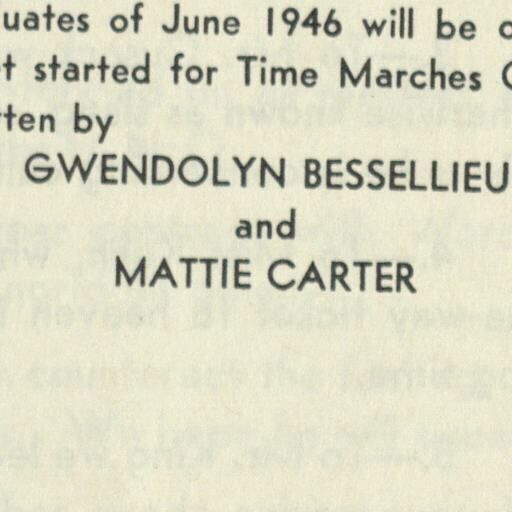 uates of June 1946 will be
t started for Time Marches
ten by
GWENDOLYN BESSELLIEU
and
MATTIE CARTER